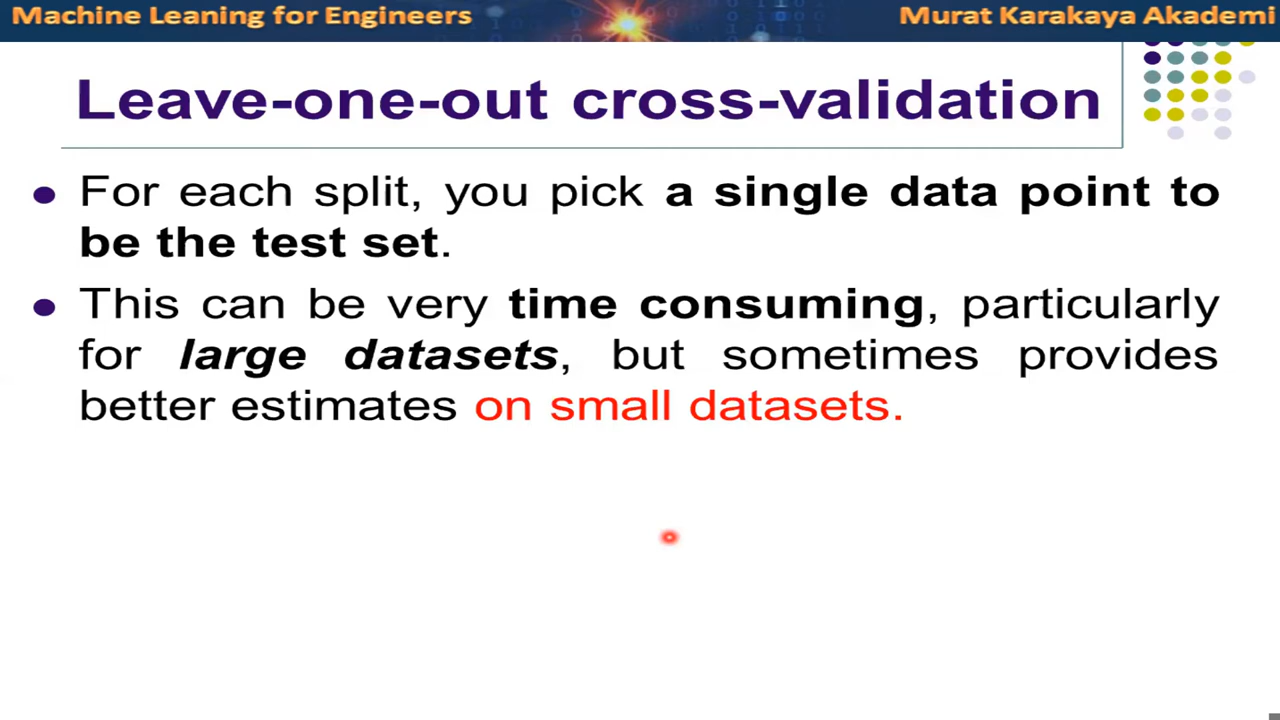 Machine Leaning for Engineers
Murat Karakaya Akademi
Leave-one-out cross-validation
● For each split, you pick a single data point to
be the test set.
● This can be very time consuming, particularly
for large datasets, but sometimes provides
better estimates on small datasets.